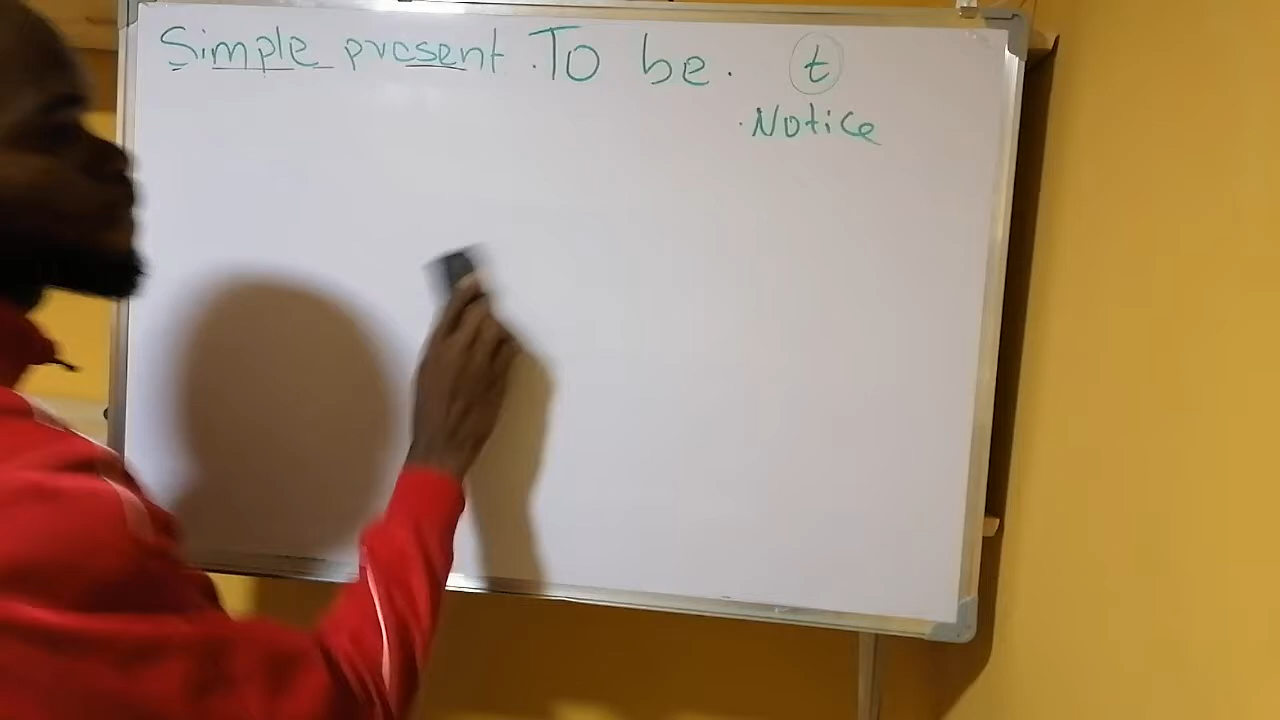 Simple present . To be . t
. Notice